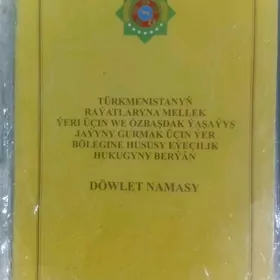 TÜRKMENISTANYŇ
RAÝATLARYNA MELLEK
ÝERI ÜÇIN WE ÖZBAŞDAK ÝAŞAÝYŞ
JAÝYNY GURMAK ÜÇIN ÝER
BÖLEGINE HUSUSY EÝEÇILIK
HUKUGYNY BERÝÄN
DÖWLET NAMASY